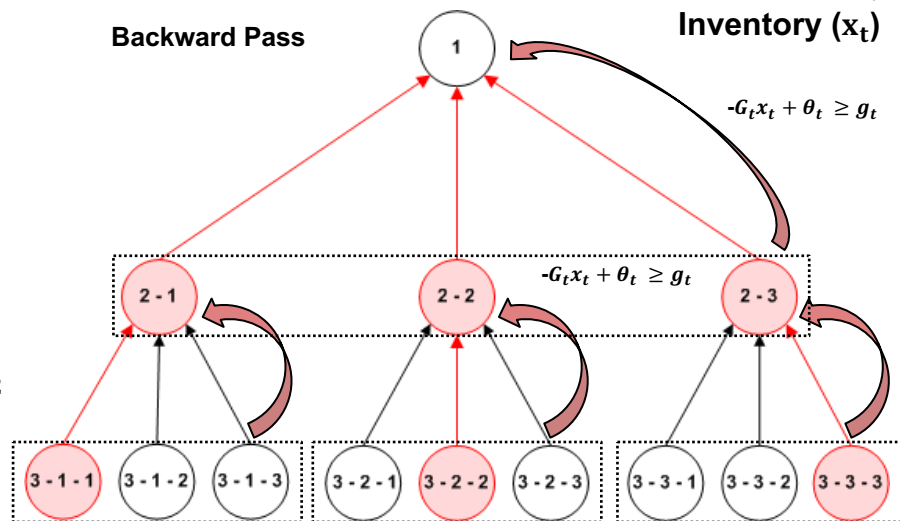 Backward Pass
1
Inventory (xₜ)
-Gₜxₜ + θₜ ≥ gₜ
-Gₜxₜ + θₜ ≥ gₜ
2 - 1
2 - 2
2 - 3
3 - 1 - 1
3 - 1 - 2
3 - 1 - 3
3 - 2 - 1
3 - 2 - 2
3 - 2 - 3
3 - 3 - 1
3 - 3 - 2
3 - 3 - 3